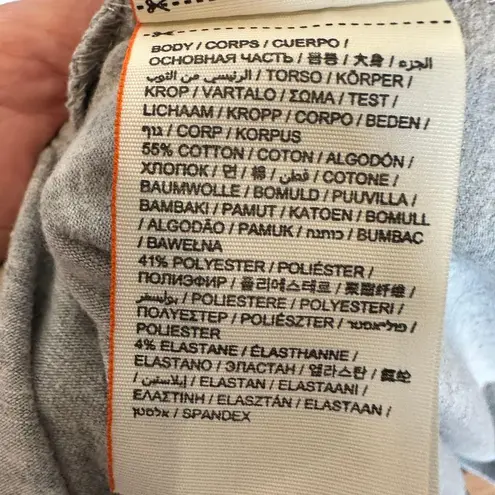 BODY / CORPS / CUERPO /
ОСНОВНАЯ ЧАСТЬ / 몸통 / 大身 / الجزء
الرئيسي من الثوب / TORSO / KÖRPER /
KROP / VARTALO / ΣΩΜΑ / TEST /
LICHAAM / KROPP / CORPO / BEDEN /
גוף / CORP / KORPUS
55% COTTON / COTON / ALGODÓN /
ХЛОПОК / 면 / 棉 / قطن / COTONE /
BAUMWOLLE / BOMULD / PUUVILLA /
BAMBAKI / PAMUT / KATOEN / BOMULL
/ ALGODÃO / PAMUK / כותנה / BUMBAC
/ BAWEŁNA
41% POLYESTER / POLIÉSTER /
ПОЛИЭФИР / 폴리에스테르 / 聚酯纤维 /
بوليستر / POLIESTERE / POLYESTERI /
ΠΟΛΥΕΣΤΕΡ / POLIÉSZTER / פוליאסטר /
POLIESTER
4% ELASTANE / ÉLASTHANNE /
ELASTANO / ЭЛАСТАН / 엘라스탄 /
إيلاستين / ELASTAN / ELASTAANI /
ΕΛΑΣΤΙΝΗ / ELASZTÁN / ELASTAAN /
אלסטן / SPANDEX